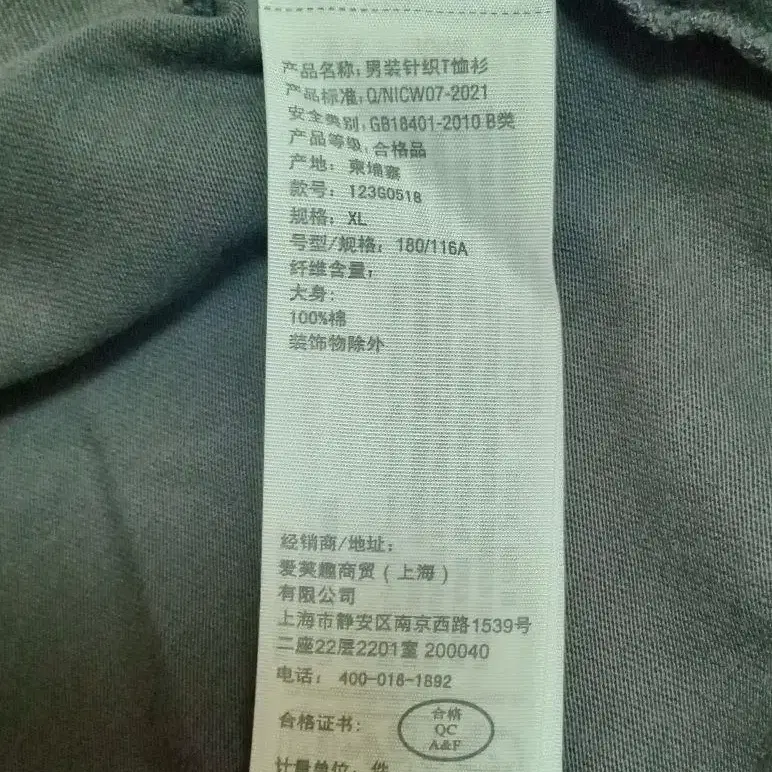 产品名称：男装针织T恤衫
产品标准：Q/NICW07-2021
安全类别：GB18401-2010 B类
产品等级：合格品
产地：柬埔寨
款号：123G0518
规格：XL
号型/规格：180/116A
纤维含量：
大身：
100%棉
装饰物除外
经销商/地址：
爱芙趣商贸（上海）
有限公司
上海市静安区南京西路1539号
二座22层2201室 200040
电话：400-016-1892
合格证书：
合格
QC
A&F
计量单位：件